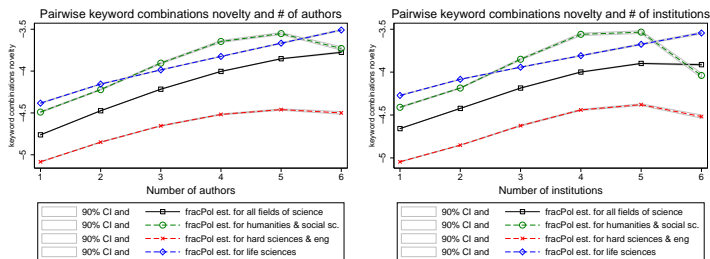 Pairwise keyword combinations novelty and # of authors
keyword combinations novelty
-3.5
-4
-4.5
-5
1 2 3 4 5 6
Number of authors
90% CI and fracPol est. for all fields of science
90% CI and fracPol est. for humanities & social sc.
90% CI and fracPol est. for hard sciences & eng
90% CI and fracPol est. for life sciences
Pairwise keyword combinations novelty and # of institutions
keyword combinations novelty
-3.5
-4
-4.5
-5
1 2 3 4 5 6
Number of institutions
90% CI and fracPol est. for all fields of science
90% CI and fracPol est. for humanities & social sc.
90% CI and fracPol est. for hard sciences & eng
90% CI and fracPol est. for life sciences